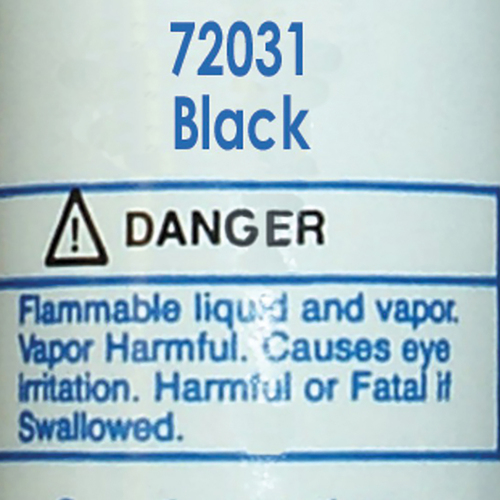 72031
Black
DANGER
Flammable liquid and vapor.
Vapor Harmful. Causes eye
Irritation. Harmful or Fatal if
Swallowed.